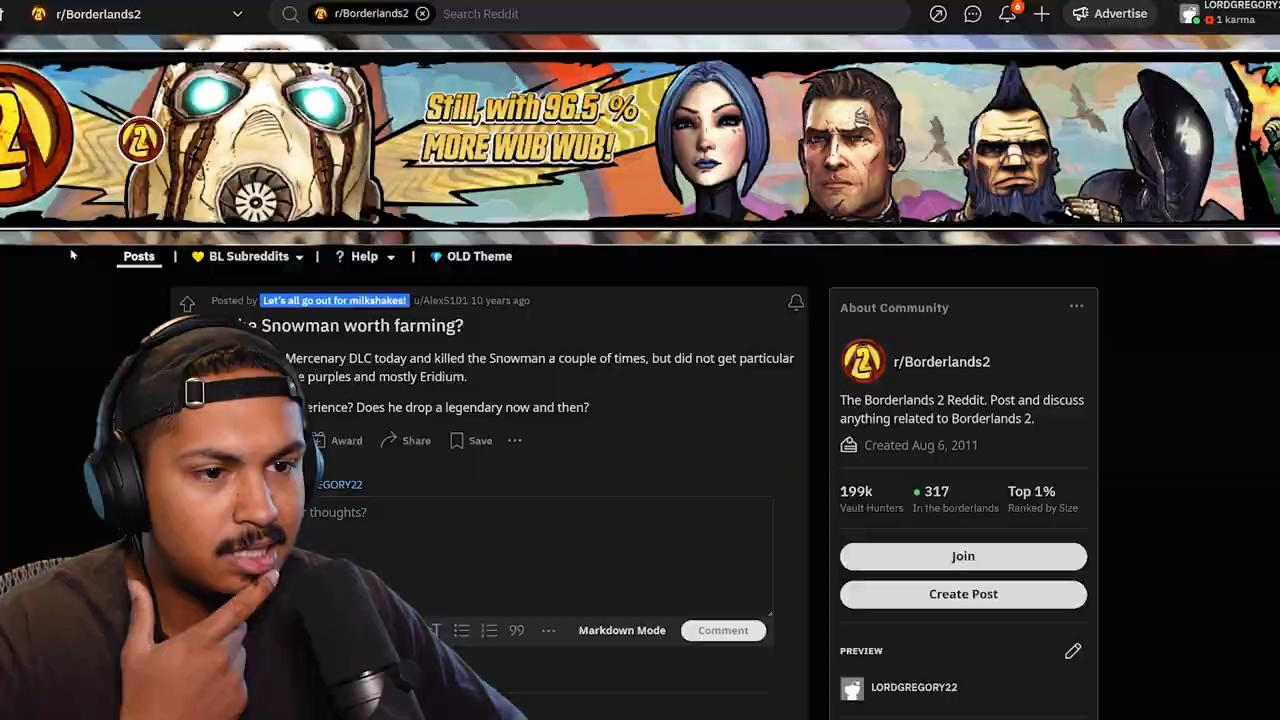 r/Borderlands2
r/Borderlands2
Search Reddit
6
Advertise
LORDGREGORY2
1 karma
2
2
Still, with 96.5 %
MORE WUB WUB!
Posts | BL Subreddits | ? Help | OLD Theme
Posted by Let's all go out for milkshakes! u/AlexS101 10 years ago
Snowman worth farming?
Mercenary DLC today and killed the Snowman a couple of times, but did not get particular
purples and mostly Eridium.
Does he drop a legendary now and then?
Award Share Save
EGORY22
thoughts?
T
Markdown Mode
Comment
About Community
2
r/Borderlands2
The Borderlands 2 Reddit. Post and discuss
anything related to Borderlands 2.
Created Aug 6, 2011
199k 317 Top 1%
Vault Hunters In the borderlands Ranked by Size
Join
Create Post
PREVIEW
LORDGREGORY22